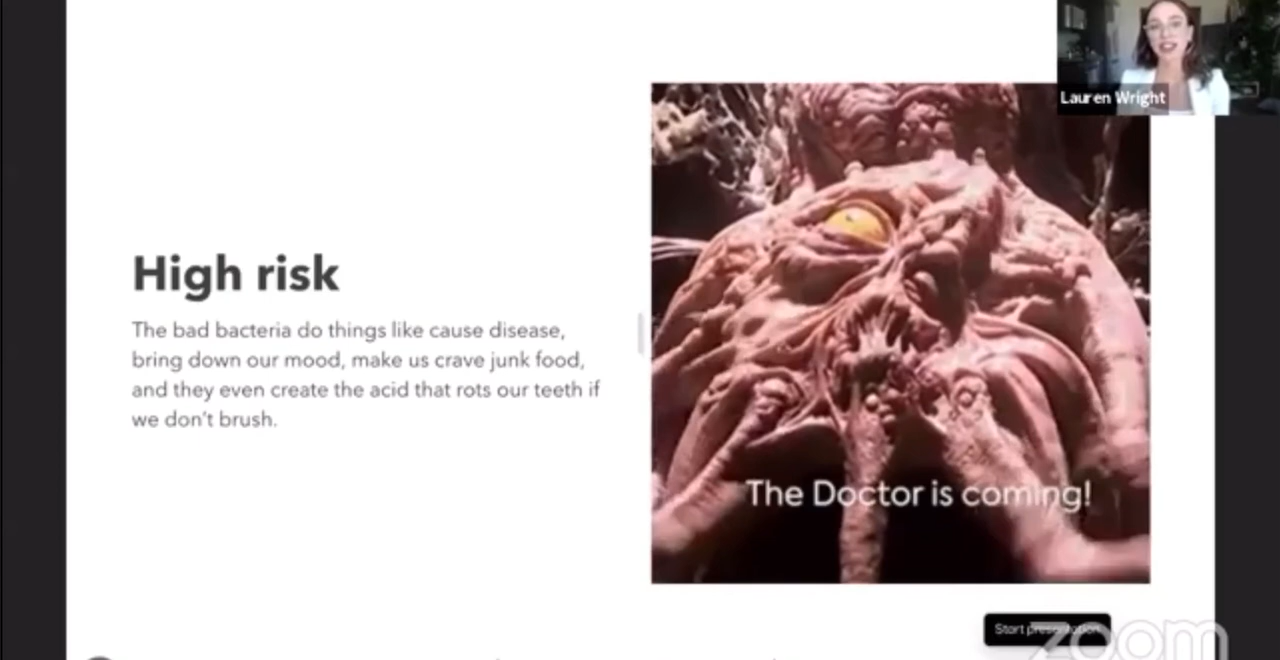 Lauren Wright
High risk
The bad bacteria do things like cause disease,
bring down our mood, make us crave junk food,
and they even create the acid that rots our teeth if
we don't brush.
The Doctor is coming!
Start presentation
zoom